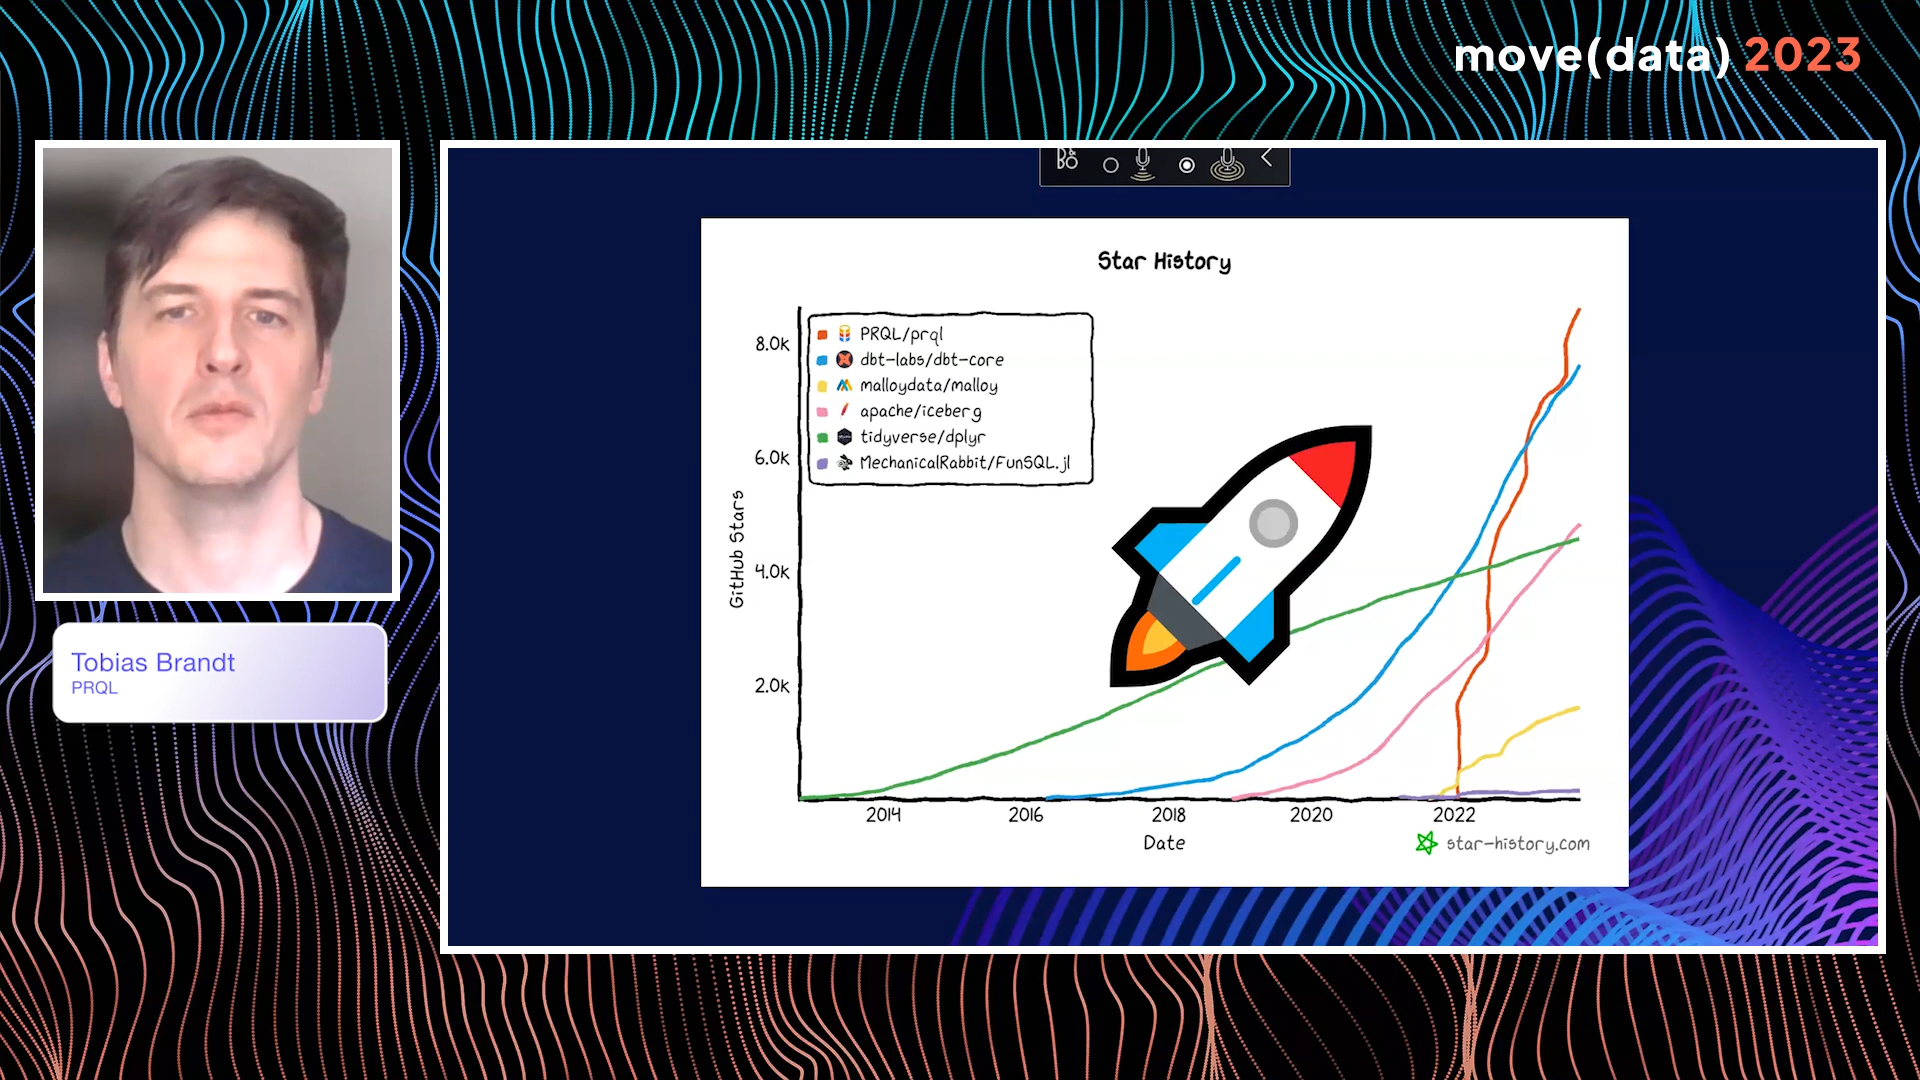 move(data) 2023
Tobias Brandt
PRQL
Star History
PRQL/prql
dbt-labs/dbt-core
malloydata/malloy
apache/iceberg
tidyverse/dplyr
MechanicalRabbit/FunSQL.jl
GitHub Stars
8.0k
6.0k
4.0k
2.0k
2014
2016
2018
2020
2022
Date
star-history.com